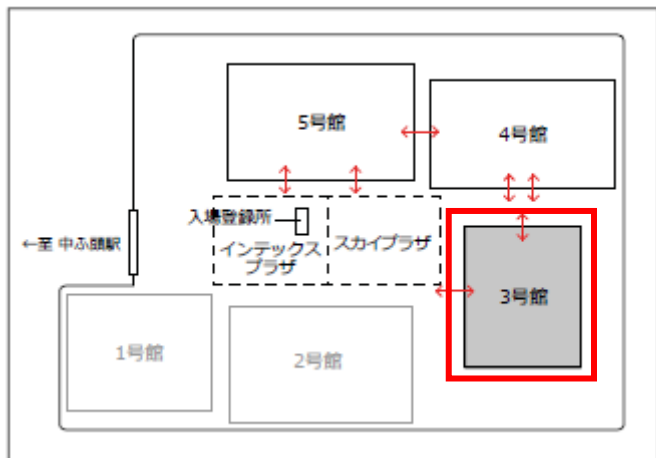 5号館
4号館
入場登録所
←至 中ふ頭駅
インテックス
プラザ
スカイプラザ
3号館
1号館
2号館